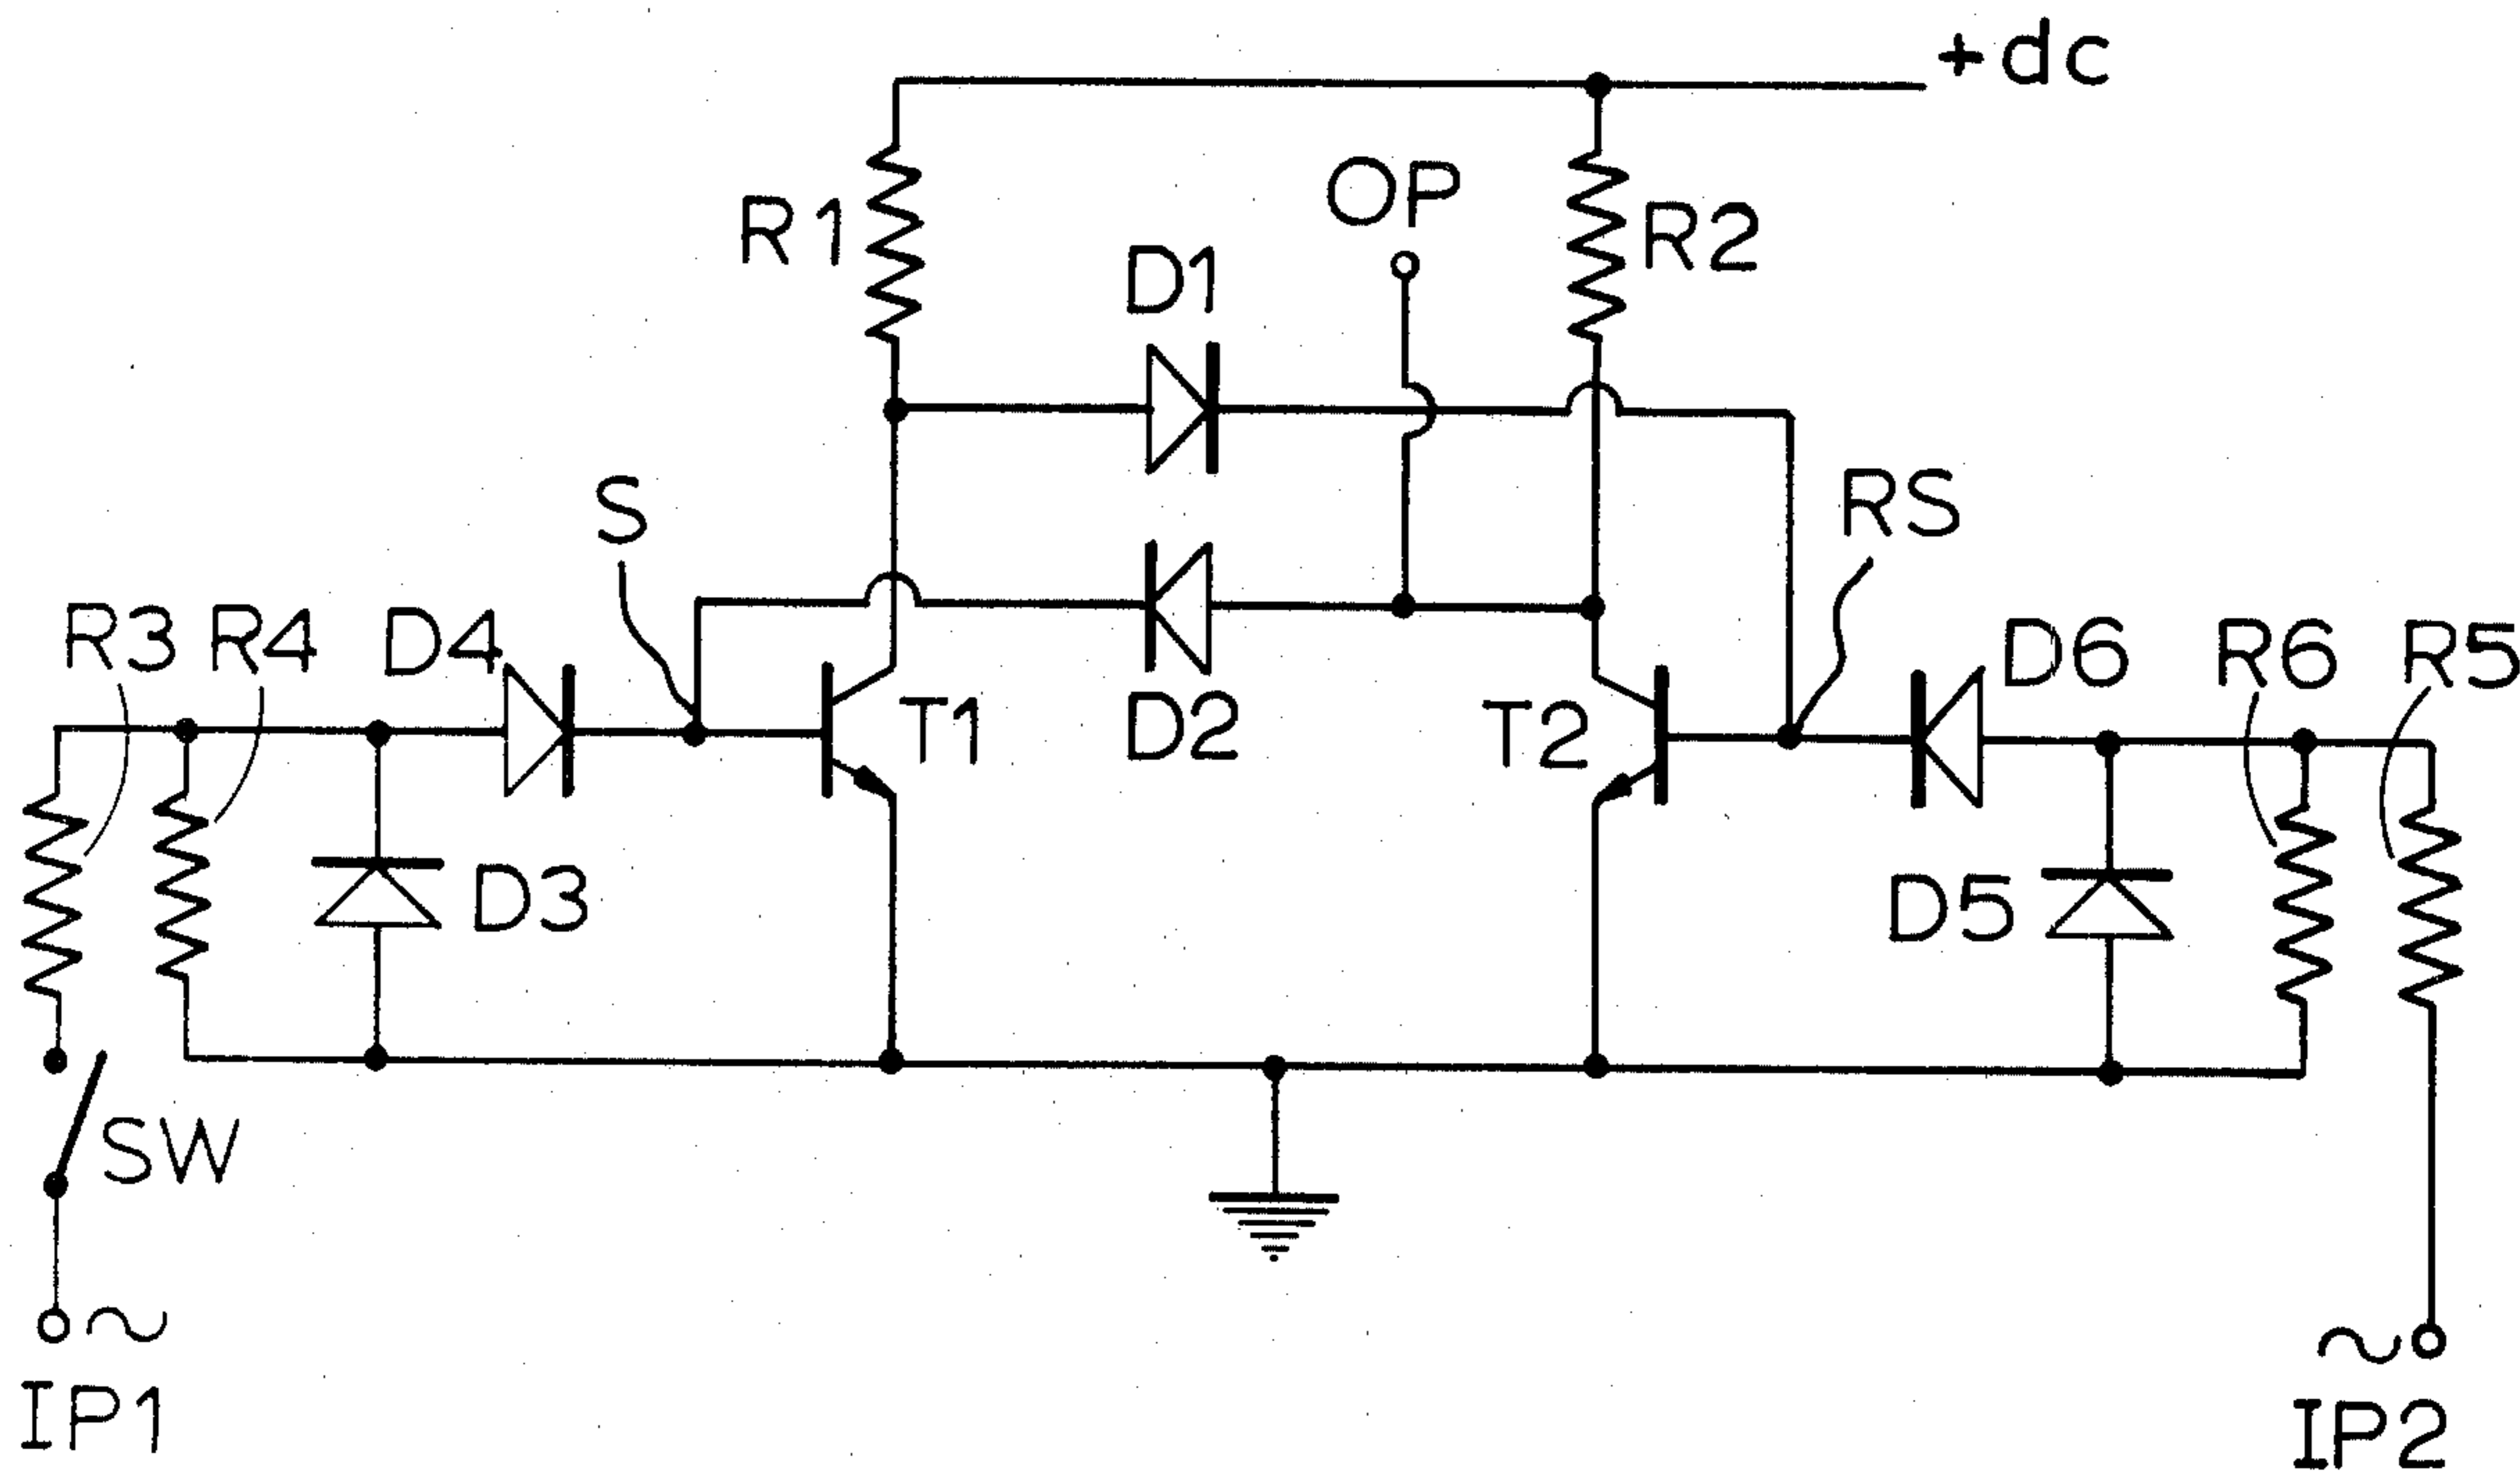 +dc
OP
R1
R2
D1
S
RS
R3
R4
D4
D6
R6
R5
T1
D2
T2
D3
D5
SW
~
~
IP1
IP2